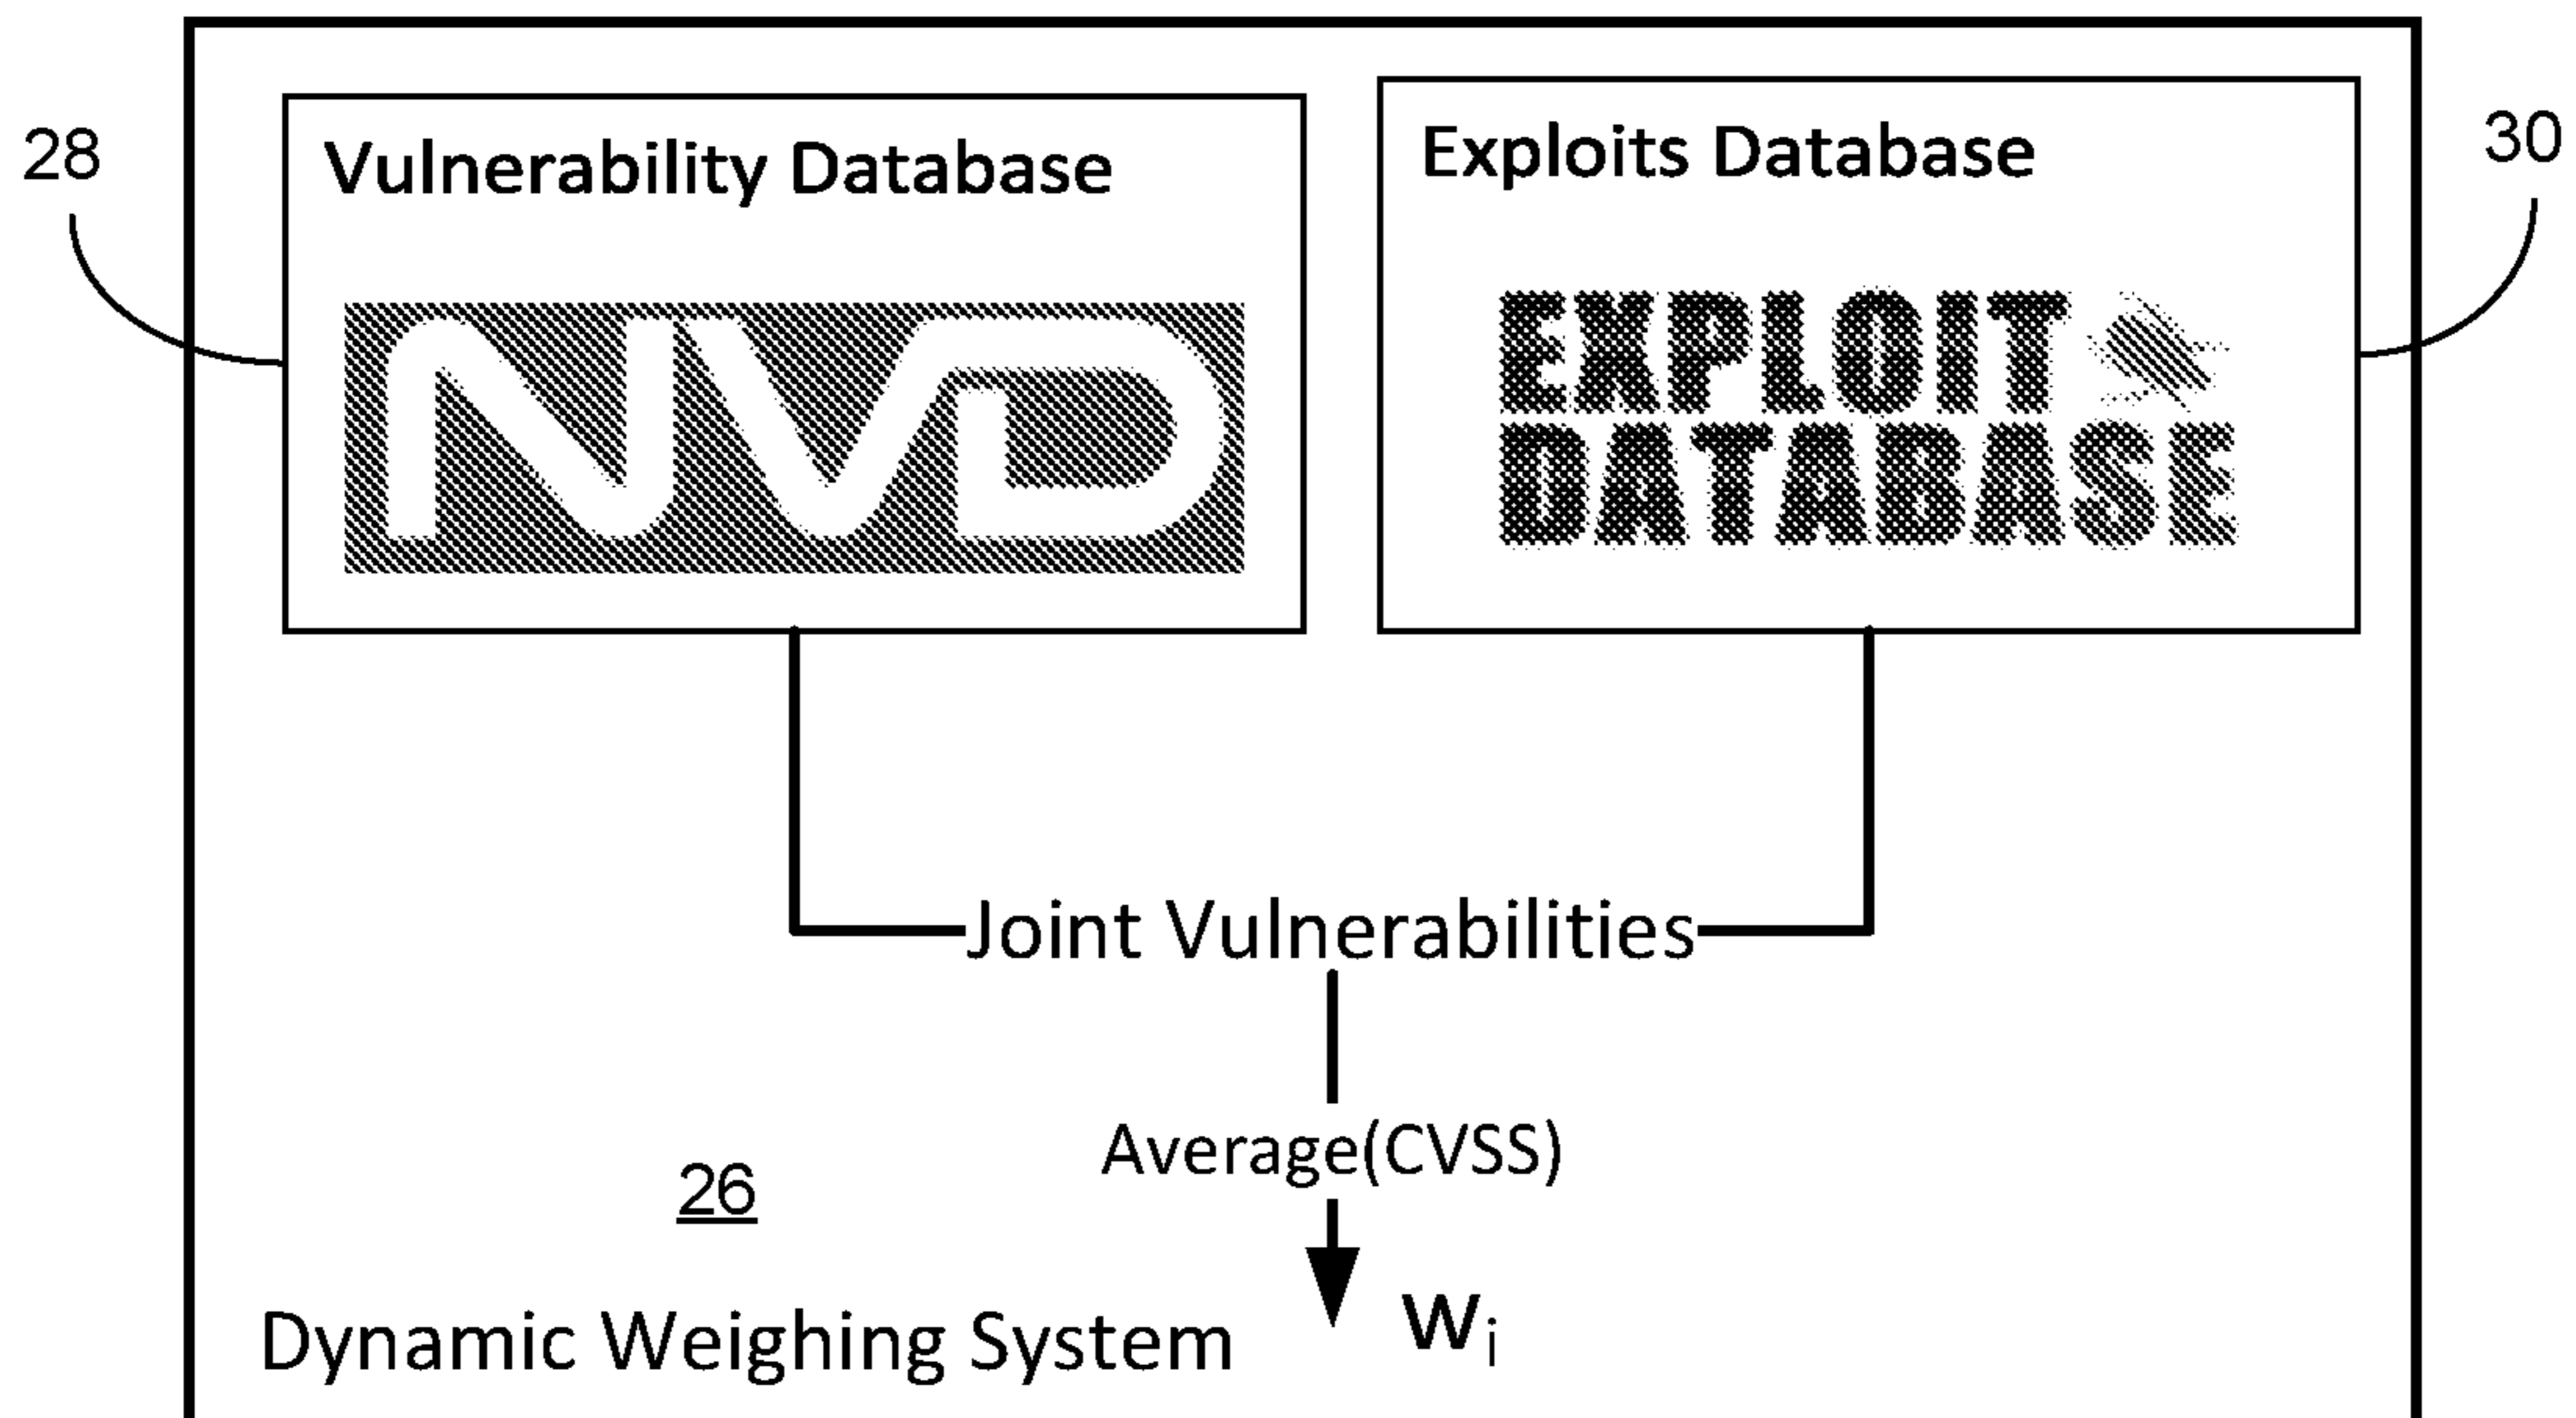 28
Vulnerability Database
NVD
Exploits Database
EXPLOIT
DATABASE
30
Joint Vulnerabilities
Average(CVSS)
26
Dynamic Weighing System
wᵢ